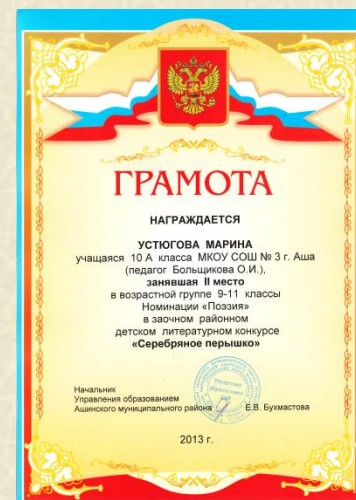 ГРАМОТА
НАГРАЖДАЕТСЯ
УСТЮГОВА МАРИНА
учащаяся 10 А класса МКОУ СОШ № 3 г. Аша
(педагог Больщикова О.И.),
занявшая II место
в возрастной группе 9-11 классы
Номинации «Поэзия»
в заочном районном
детском литературном конкурсе
«Серебряное перышко»
Начальник
Управления образованием
Ашинского муниципального района Е.В. Бухмастова
2013 г.